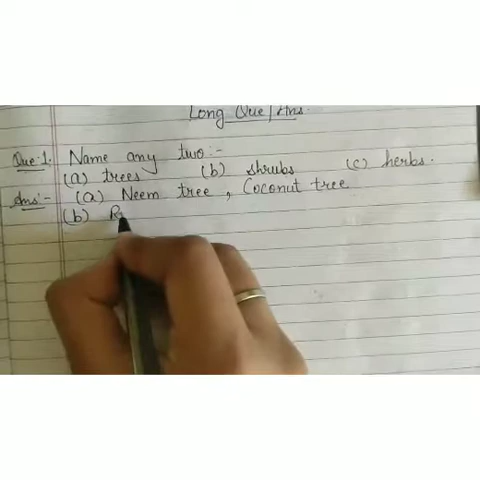 Long Que/Ans.
Que:1. Name any two:-
(a) trees (b) shrubs (c) herbs.
Ans:- (a) Neem tree, Coconut tree
(b) R